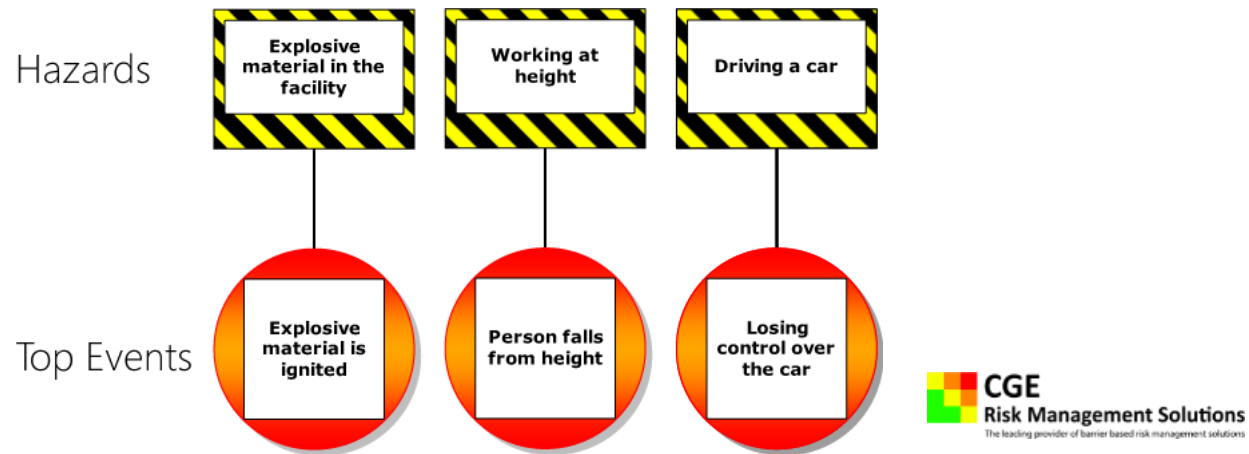 Hazards
Explosive
material in the
facility
Working at
height
Driving a car
Top Events
Explosive
material is
ignited
Person falls
from height
Losing
control over
the car
CGE
Risk Management Solutions
The leading provider of barrier based risk management solutions